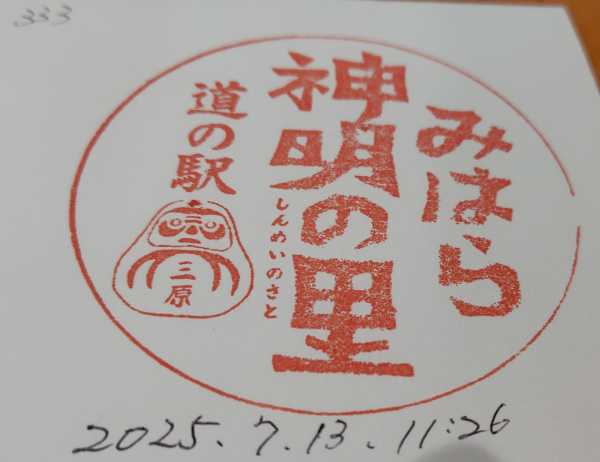 333
みはら
神明の里
しんめいのさと
道の駅
三原
2025.7.13.11:26